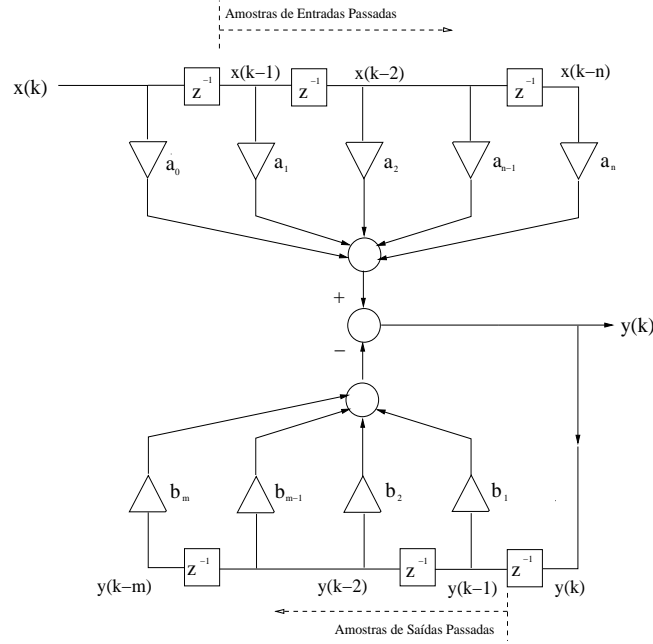 Amostras de Entradas Passadas
x(k) z⁻¹ x(k−1) z⁻¹ x(k−2) z⁻¹ x(k−n)
a₀ a₁ a₂ aₙ₋₁ aₙ
+
y(k)
−
bₘ bₘ₋₁ b₂ b₁
z⁻¹ z⁻¹ z⁻¹
y(k−m) y(k−2) y(k−1) y(k)
Amostras de Saídas Passadas